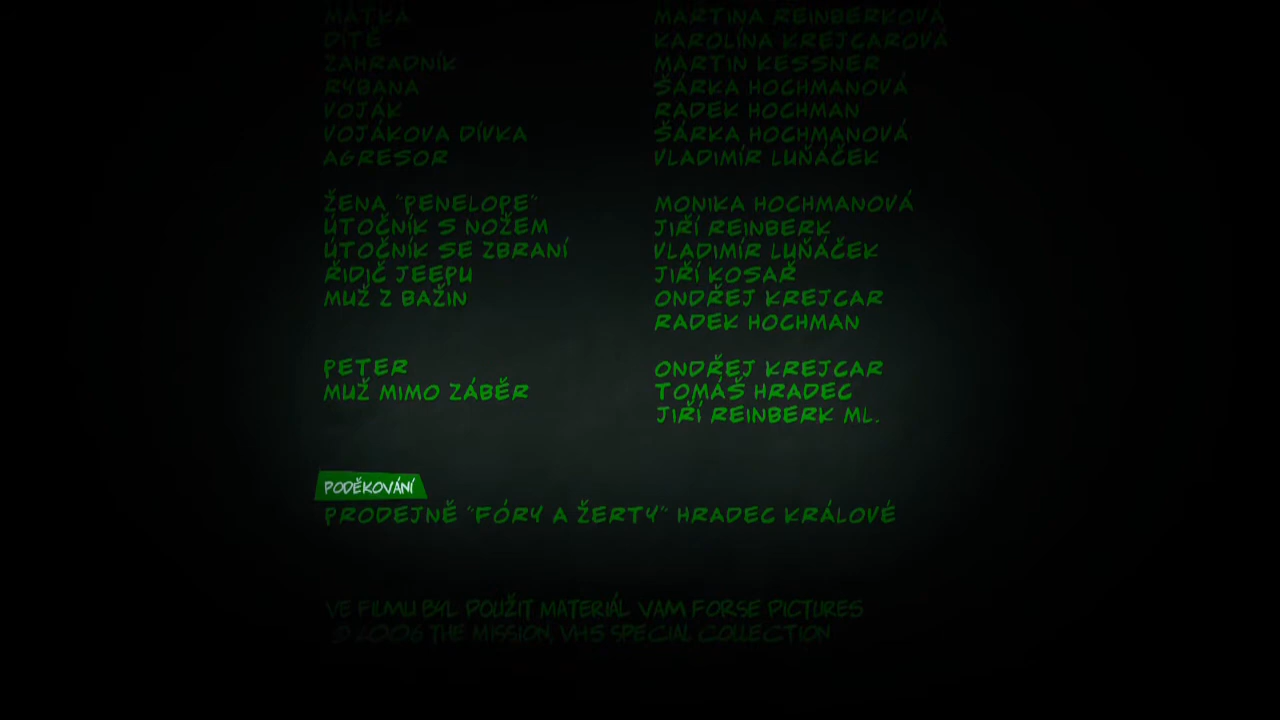 MATKA MARTINA REINBERKOVÁ
DÍTĚ KAROLÍNA KREJCAROVÁ
ZAHRADNÍK MARTIN KESSNER
RYBANA ŠÁRKA HOCHMANOVÁ
VOJÁK RADEK HOCHMAN
VOJÁKOVA DÍVKA ŠÁRKA HOCHMANOVÁ
AGRESOR VLADIMÍR LUŇÁČEK
ŽENA "PENELOPE" MONIKA HOCHMANOVÁ
ÚTOČNÍK S NOŽEM JIŘÍ REINBERK
ÚTOČNÍK SE ZBRANÍ VLADIMÍR LUŇÁČEK
ŘIDIČ JEEPU JIŘÍ KOSAŘ
MUŽ Z BAŽIN ONDŘEJ KREJCAR
RADEK HOCHMAN
PETER ONDŘEJ KREJCAR
MUŽ MIMO ZÁBĚR TOMÁŠ HRADEC
JIŘÍ REINBERK ML.
PODĚKOVÁNÍ
PRODEJNĚ "FÓRY A ŽERTY" HRADEC KRÁLOVÉ
VE FILMU BYL POUŽIT MATERIÁL VAM FORSE PICTURES
THE MISSION, VHS SPECIAL COLLECTION